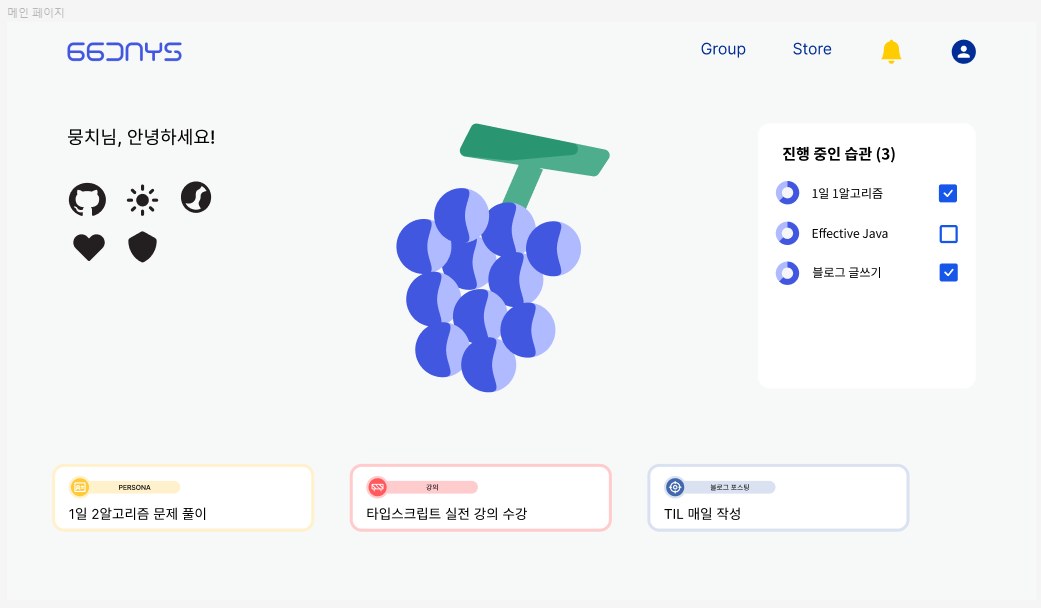 메인 페이지
66DAYS
Group
Store
뭉치님, 안녕하세요!
진행 중인 습관 (3)
1일 1알고리즘
Effective Java
블로그 글쓰기
PERSONA
1일 2알고리즘 문제 풀이
강의
타입스크립트 실전 강의 수강
블로그 포스팅
TIL 매일 작성